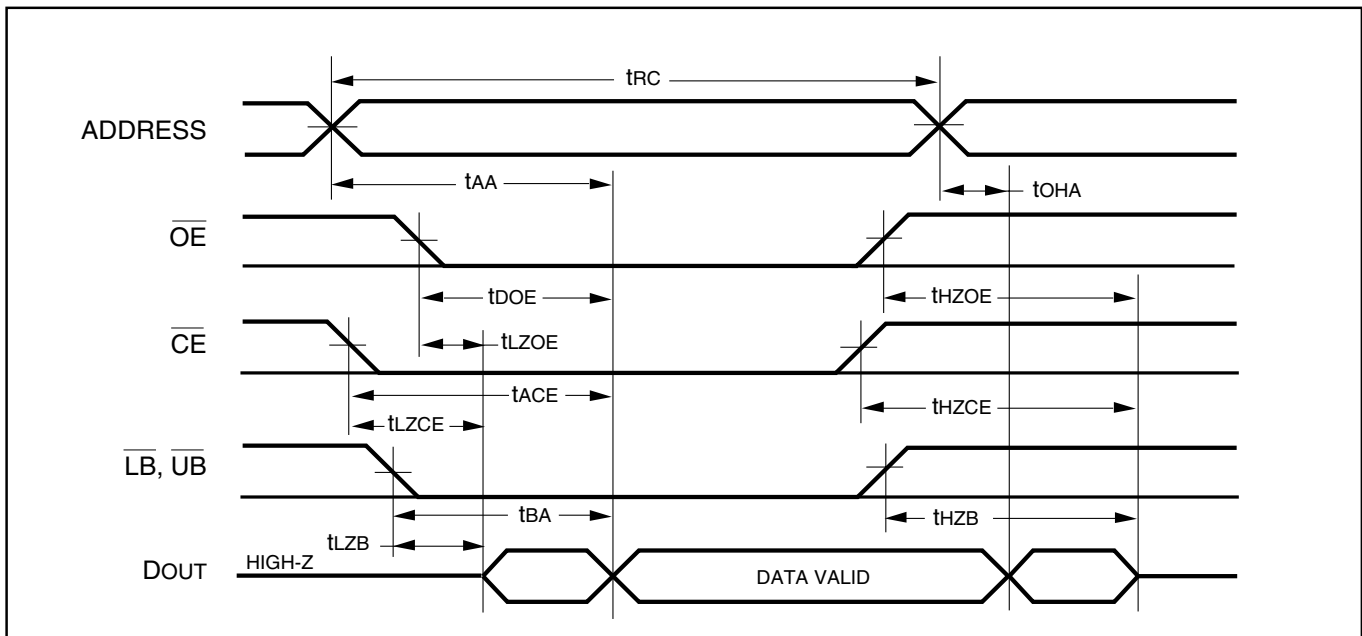 tRC
ADDRESS
tAA
tOHA
OE
tDOE
tHZOE
CE
tLZOE
tACE
tHZCE
tLZCE
LB, UB
tBA
tHZB
tLZB
DOUT
HIGH-Z
DATA VALID